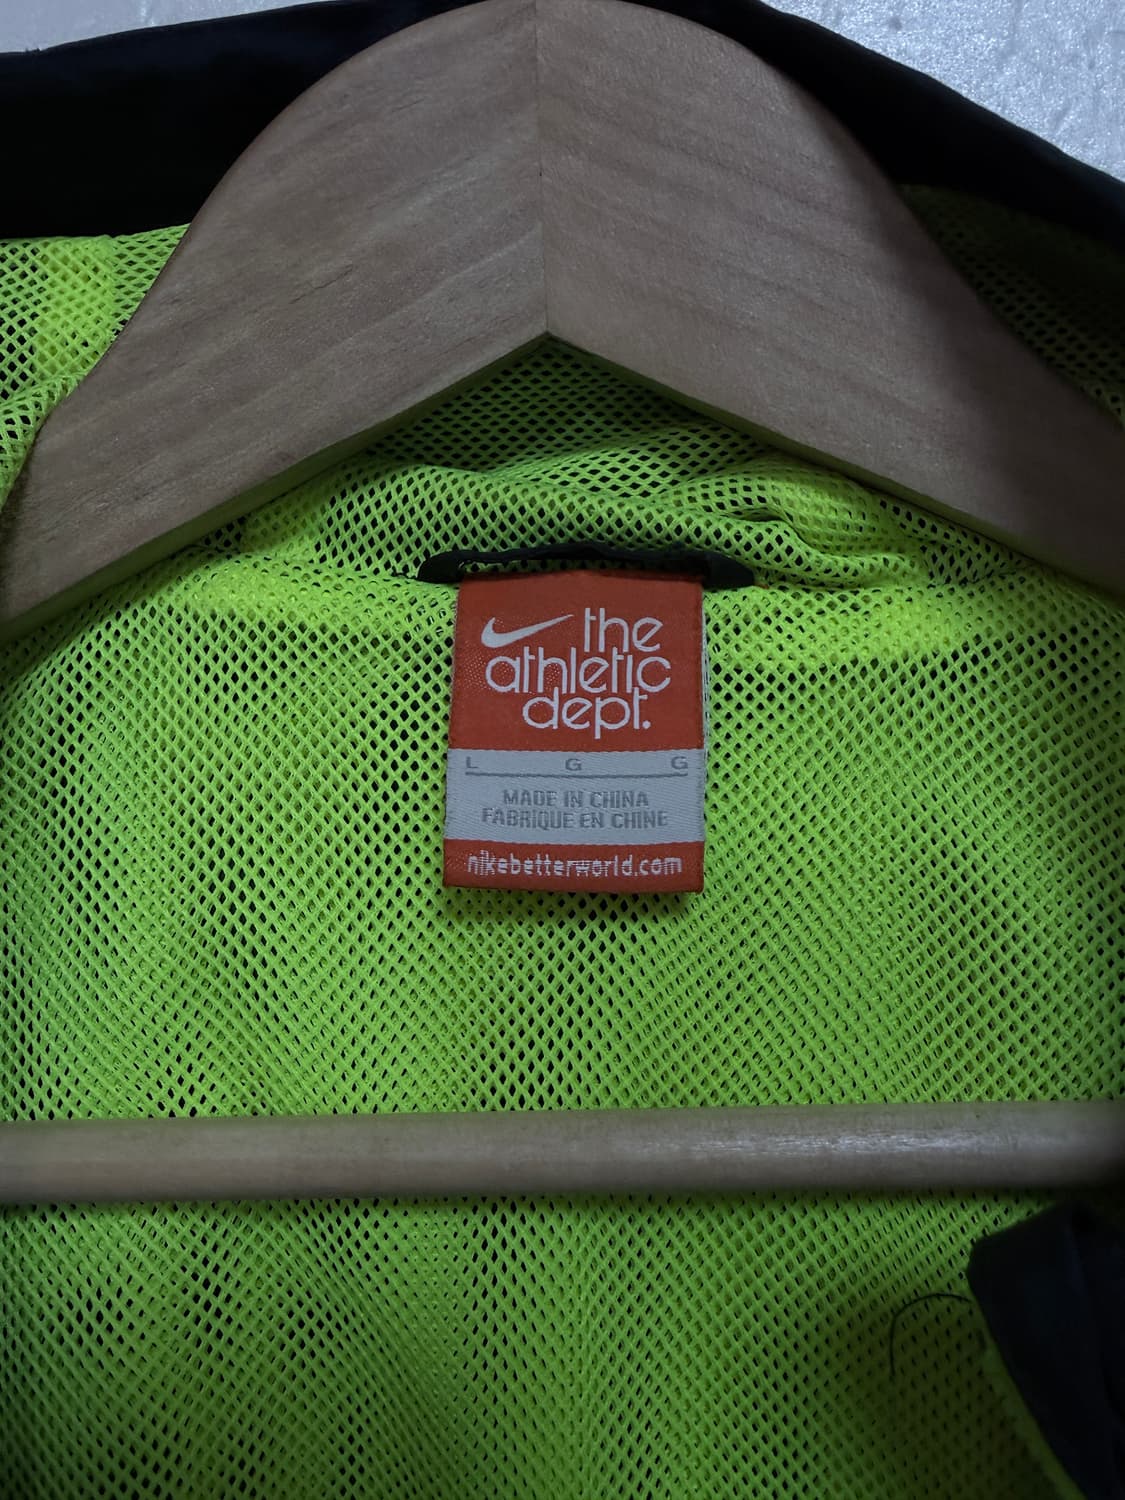 the
athletic
dept.
L G G
MADE IN CHINA
FABRIQUE EN CHINE
nikebetterworld.com